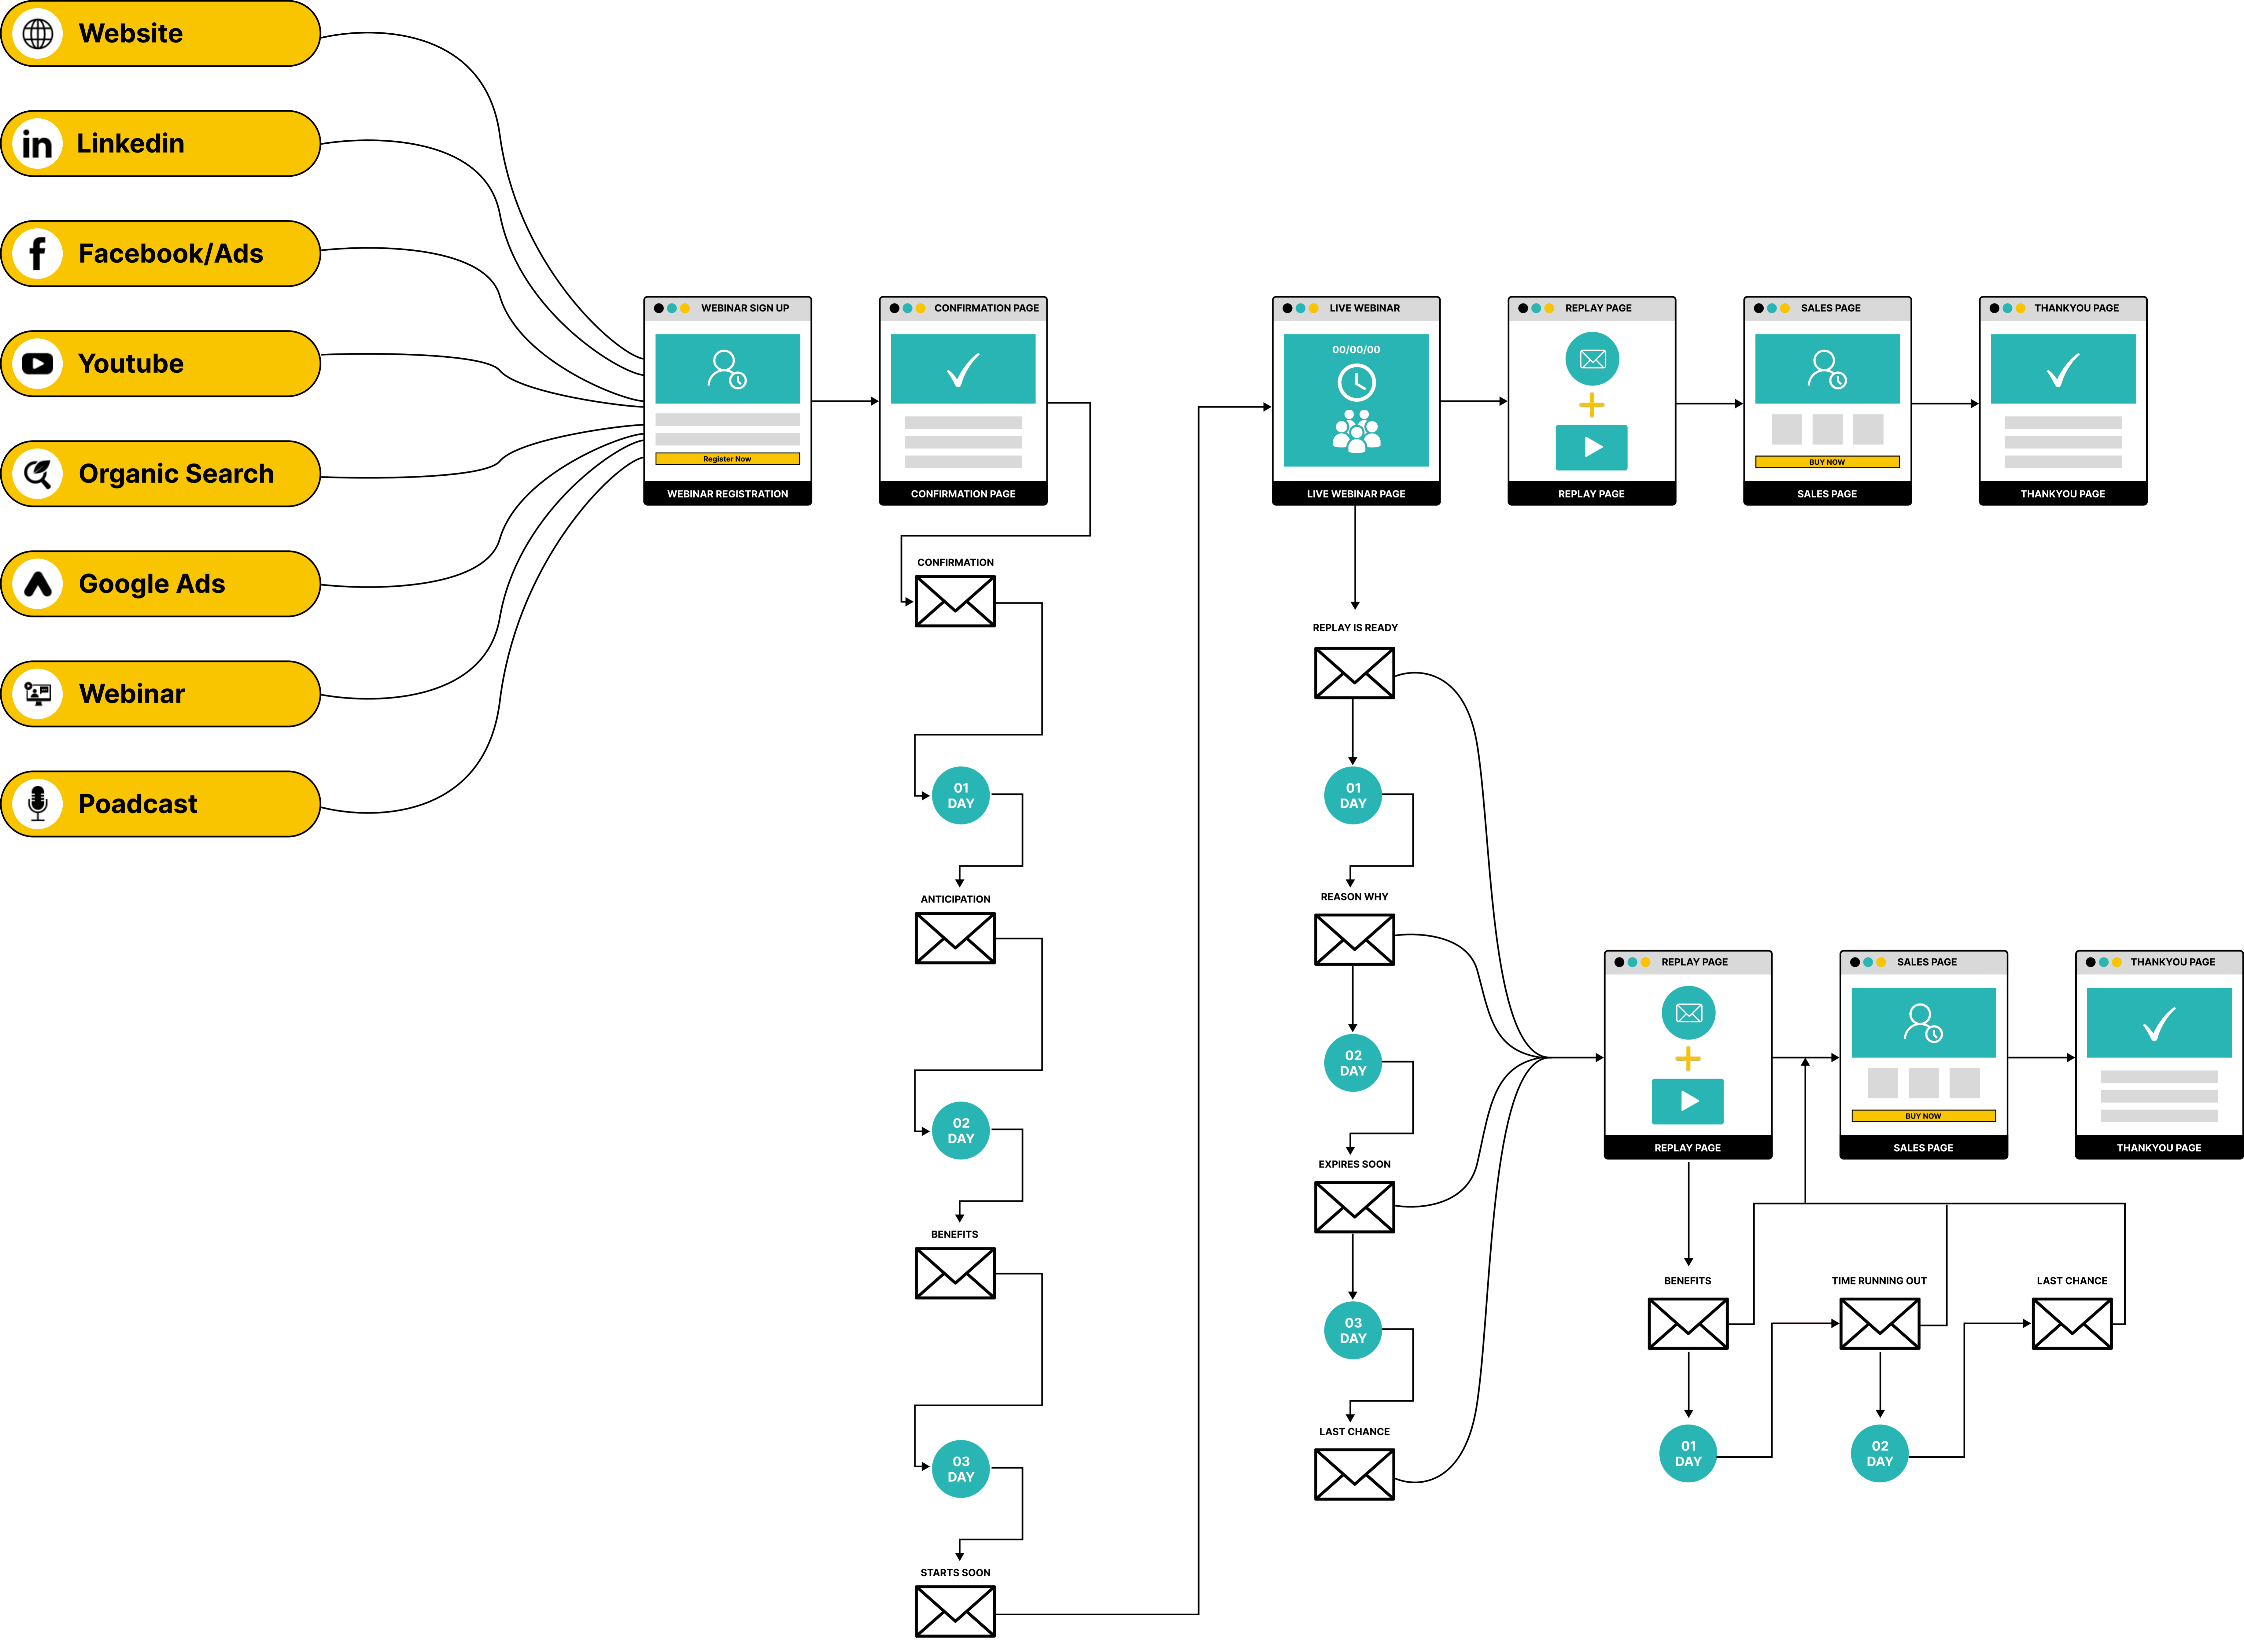 Website
Linkedin
Facebook/Ads
Youtube
Organic Search
Google Ads
Webinar
Poadcast
WEBINAR SIGN UP
Register Now
WEBINAR REGISTRATION
CONFIRMATION PAGE
CONFIRMATION PAGE
CONFIRMATION
01
DAY
ANTICIPATION
02
DAY
BENEFITS
03
DAY
STARTS SOON
LIVE WEBINAR
00/00/00
LIVE WEBINAR PAGE
REPLAY PAGE
REPLAY PAGE
SALES PAGE
BUY NOW
SALES PAGE
THANKYOU PAGE
THANKYOU PAGE
REPLAY IS READY
01
DAY
REASON WHY
02
DAY
EXPIRES SOON
03
DAY
LAST CHANCE
REPLAY PAGE
REPLAY PAGE
SALES PAGE
BUY NOW
SALES PAGE
THANKYOU PAGE
THANKYOU PAGE
BENEFITS
01
DAY
TIME RUNNING OUT
02
DAY
LAST CHANCE